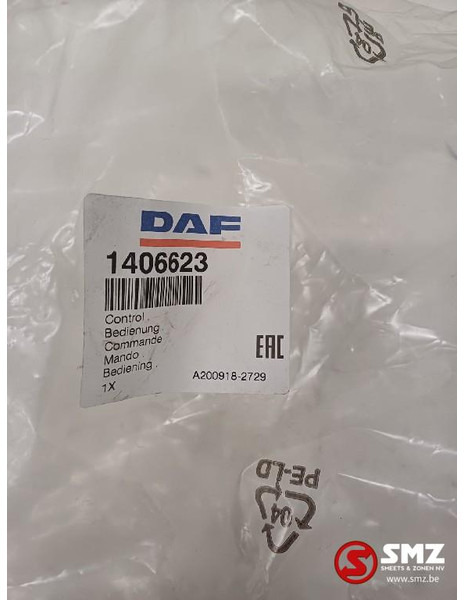 DAF
1406623
Control
Bedienung
Commande
Mando
Bediening
1X
EAC
A200918-2729
PE-LD
04
SMZ
SMEETS & ZONEN NV
www.smz.be